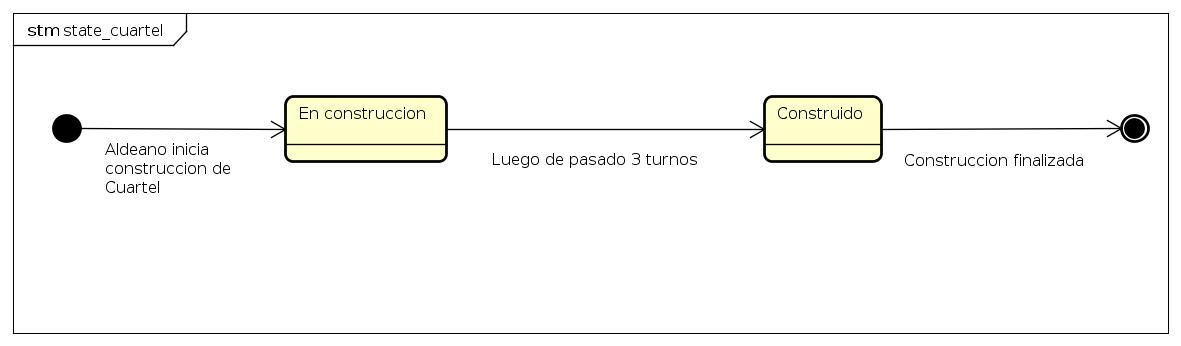 stm state_cuartel
En construccion
Construido
Aldeano inicia
construccion de
Cuartel
Luego de pasado 3 turnos
Construccion finalizada